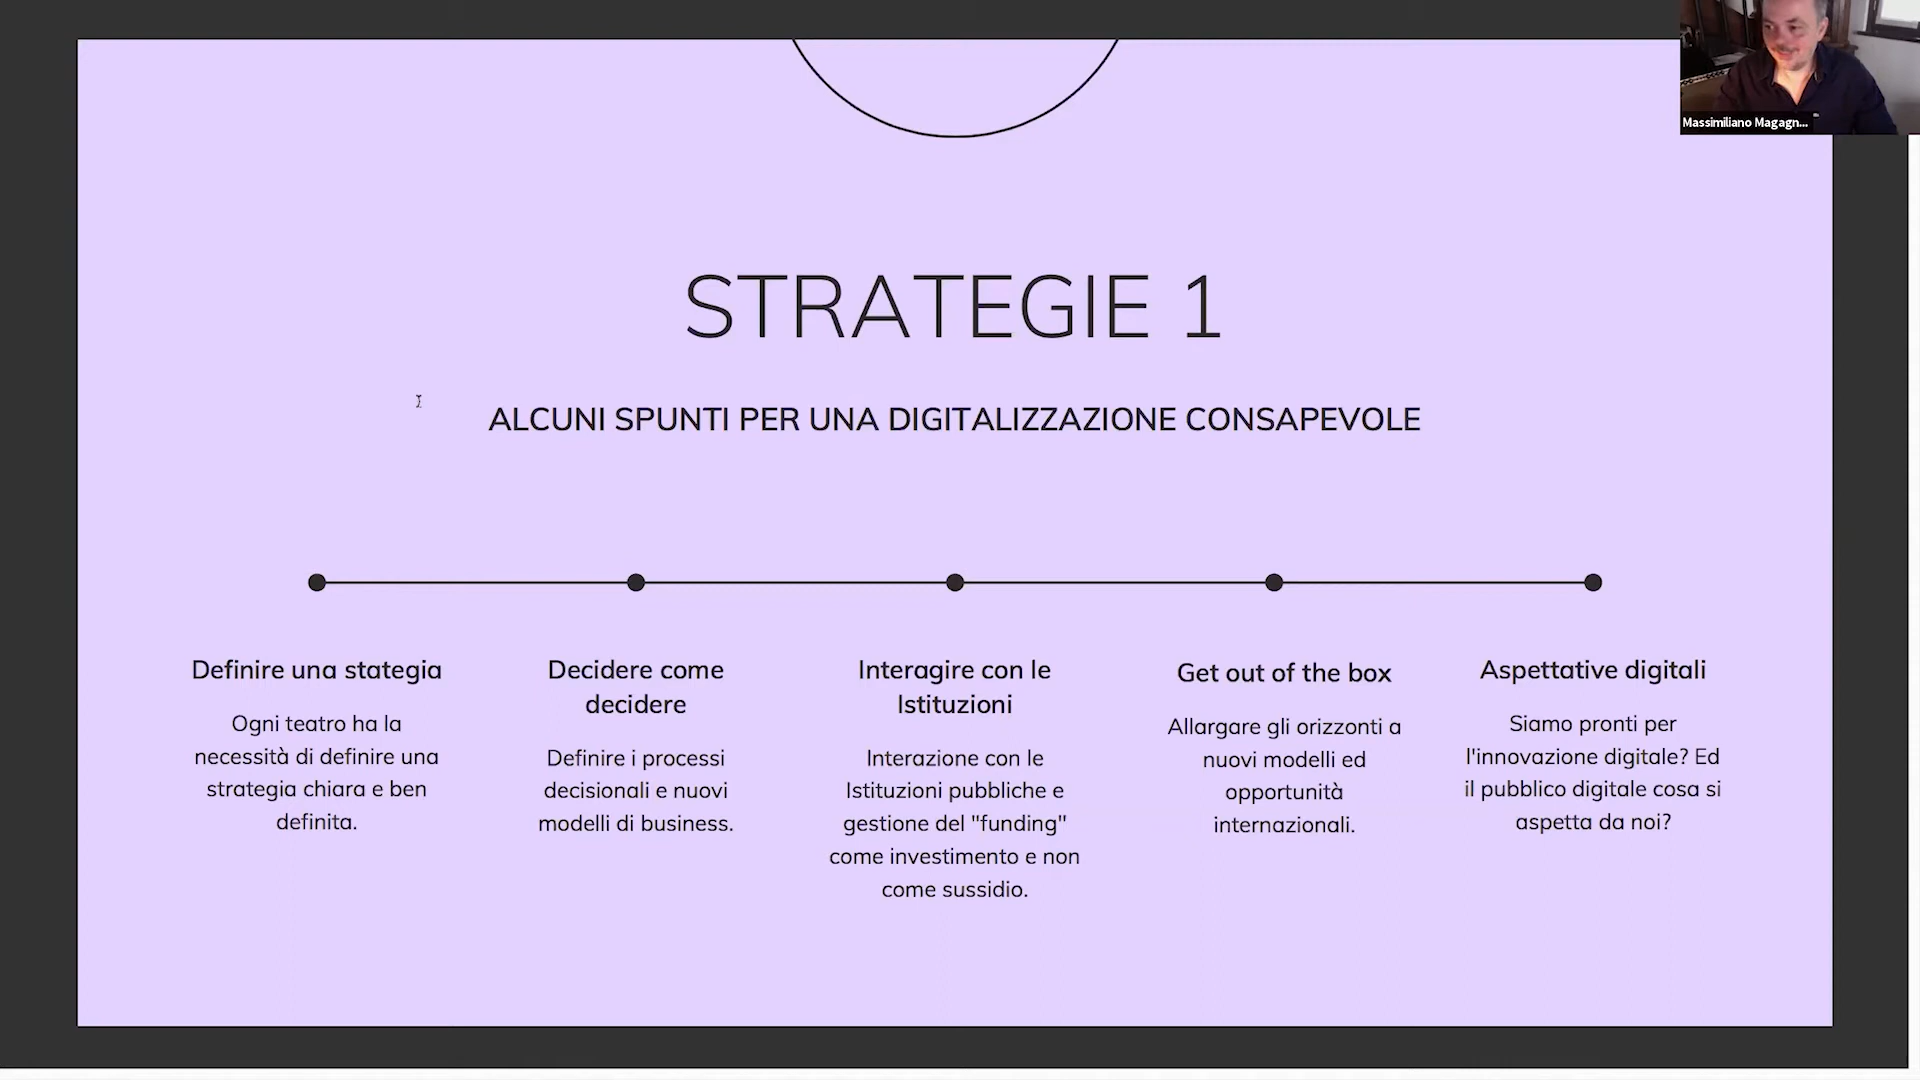 Massimiliano Magagn...
STRATEGIE 1
ALCUNI SPUNTI PER UNA DIGITALIZZAZIONE CONSAPEVOLE
Definire una stategia
Ogni teatro ha la
necessità di definire una
strategia chiara e ben
definita.
Decidere come
decidere
Definire i processi
decisionali e nuovi
modelli di business.
Interagire con le
Istituzioni
Interazione con le
Istituzioni pubbliche e
gestione del "funding"
come investimento e non
come sussidio.
Get out of the box
Allargare gli orizzonti a
nuovi modelli ed
opportunità
internazionali.
Aspettative digitali
Siamo pronti per
l'innovazione digitale? Ed
il pubblico digitale cosa si
aspetta da noi?